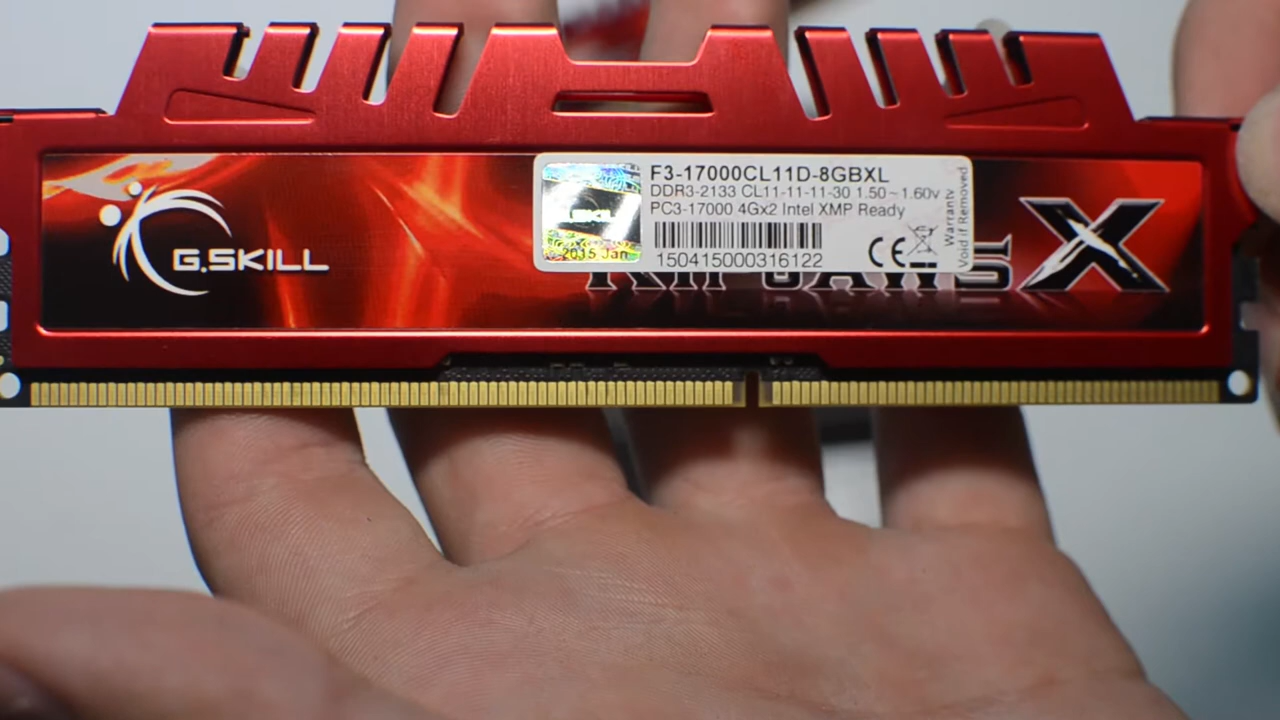 G.SKILL
F3-17000CL11D-8GBXL
DDR3-2133 CL11-11-11-30 1.50~1.60v
PC3-17000 4Gx2 Intel XMP Ready
150415000316122
CE
Warranty
Void if Removed
2015 Jan
X